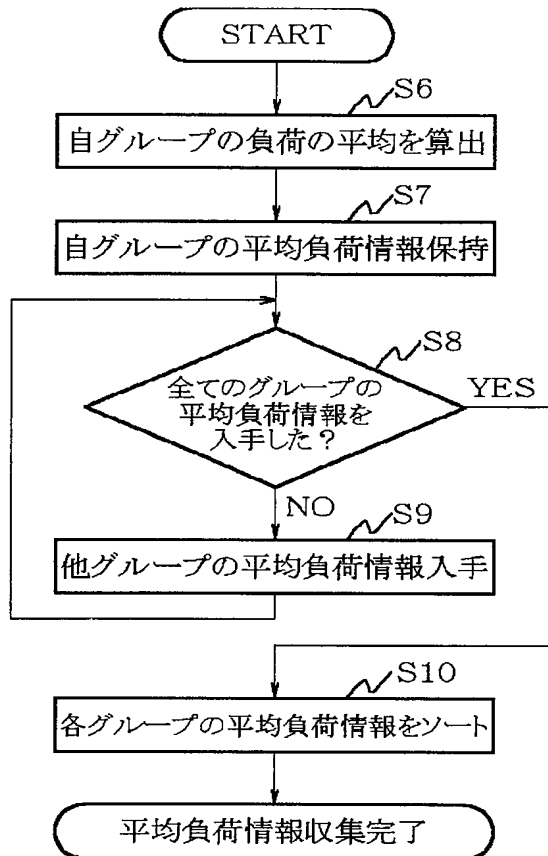 START
S6
自グループの負荷の平均を算出
S7
自グループの平均負荷情報保持
S8
全てのグループの
平均負荷情報を
入手した？
YES
NO
S9
他グループの平均負荷情報入手
S10
各グループの平均負荷情報をソート
平均負荷情報収集完了